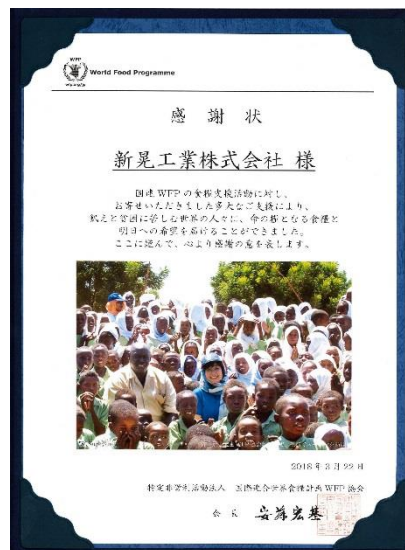 WFP
World Food Programme
wfp.org/jp
感謝状
新晃工業株式会社 様
国連WFPの食糧支援活動に対し、
お寄せいただきました多大なご支援により、
飢えと貧困に苦しむ世界の人々に、命の糧となる食糧と
明日への希望を届けることができました。
ここに謹んで、心より感謝の意を表します。
2018年3月22日
特定非営利活動法人 国際連合世界食糧計画WFP協会
会長 安藤宏基